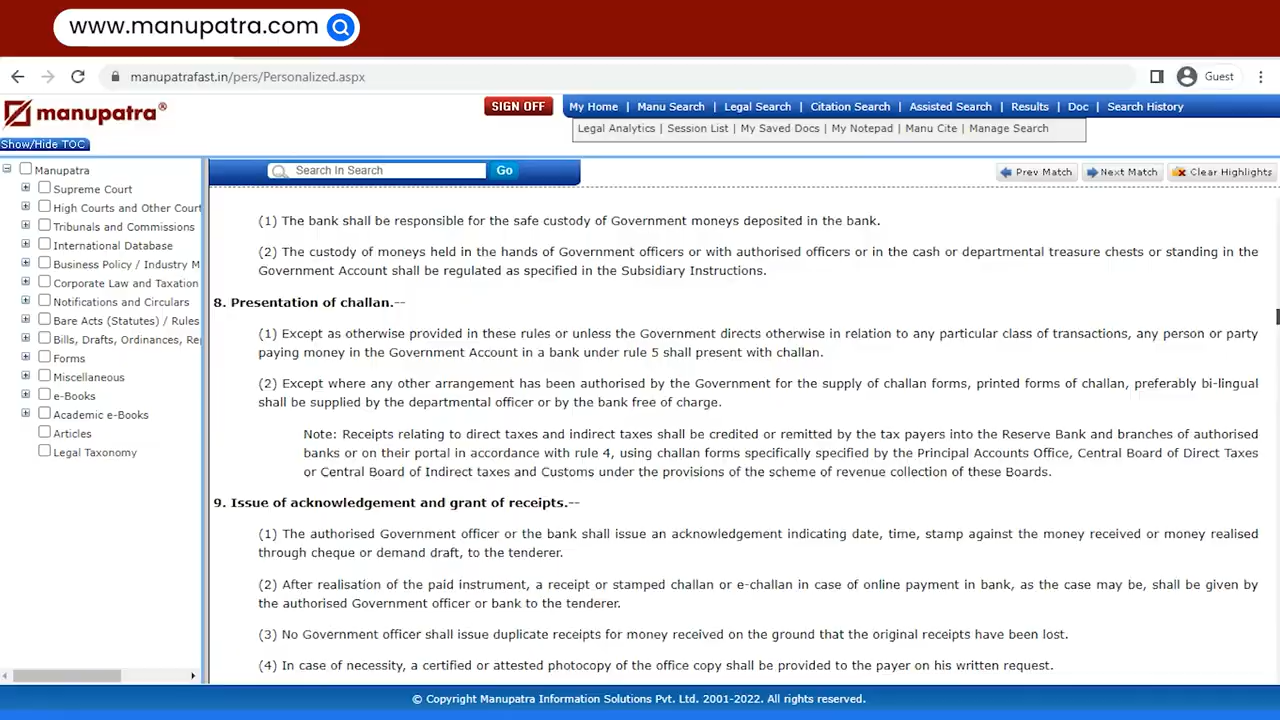 www.manupatra.com
manupatrafast.in/pers/Personalized.aspx
Guest
manupatra®
SIGN OFF
My Home | Manu Search | Legal Search | Citation Search | Assisted Search | Results | Doc | Search History
Legal Analytics | Session List | My Saved Docs | My Notepad | Manu Cite | Manage Search
Show/Hide TOC
Manupatra
Supreme Court
High Courts and Other Court
Tribunals and Commissions
International Database
Business Policy / Industry M
Corporate Law and Taxation
Notifications and Circulars
Bare Acts (Statutes) / Rules
Bills, Drafts, Ordinances, Re
Forms
Miscellaneous
e-Books
Academic e-Books
Articles
Legal Taxonomy
Search In Search
Go
Prev Match
Next Match
Clear Highlights
(1) The bank shall be responsible for the safe custody of Government moneys deposited in the bank.
(2) The custody of moneys held in the hands of Government officers or with authorised officers or in the cash or departmental treasure chests or standing in the
Government Account shall be regulated as specified in the Subsidiary Instructions.
8. Presentation of challan.--
(1) Except as otherwise provided in these rules or unless the Government directs otherwise in relation to any particular class of transactions, any person or party
paying money in the Government Account in a bank under rule 5 shall present with challan.
(2) Except where any other arrangement has been authorised by the Government for the supply of challan forms, printed forms of challan, preferably bi-lingual
shall be supplied by the departmental officer or by the bank free of charge.
Note: Receipts relating to direct taxes and indirect taxes shall be credited or remitted by the tax payers into the Reserve Bank and branches of authorised
banks or on their portal in accordance with rule 4, using challan forms specifically specified by the Principal Accounts Office, Central Board of Direct Taxes
or Central Board of Indirect taxes and Customs under the provisions of the scheme of revenue collection of these Boards.
9. Issue of acknowledgement and grant of receipts.--
(1) The authorised Government officer or the bank shall issue an acknowledgement indicating date, time, stamp against the money received or money realised
through cheque or demand draft, to the tenderer.
(2) After realisation of the paid instrument, a receipt or stamped challan or e-challan in case of online payment in bank, as the case may be, shall be given by
the authorised Government officer or bank to the tenderer.
(3) No Government officer shall issue duplicate receipts for money received on the ground that the original receipts have been lost.
(4) In case of necessity, a certified or attested photocopy of the office copy shall be provided to the payer on his written request.
© Copyright Manupatra Information Solutions Pvt. Ltd. 2001-2022. All rights reserved.